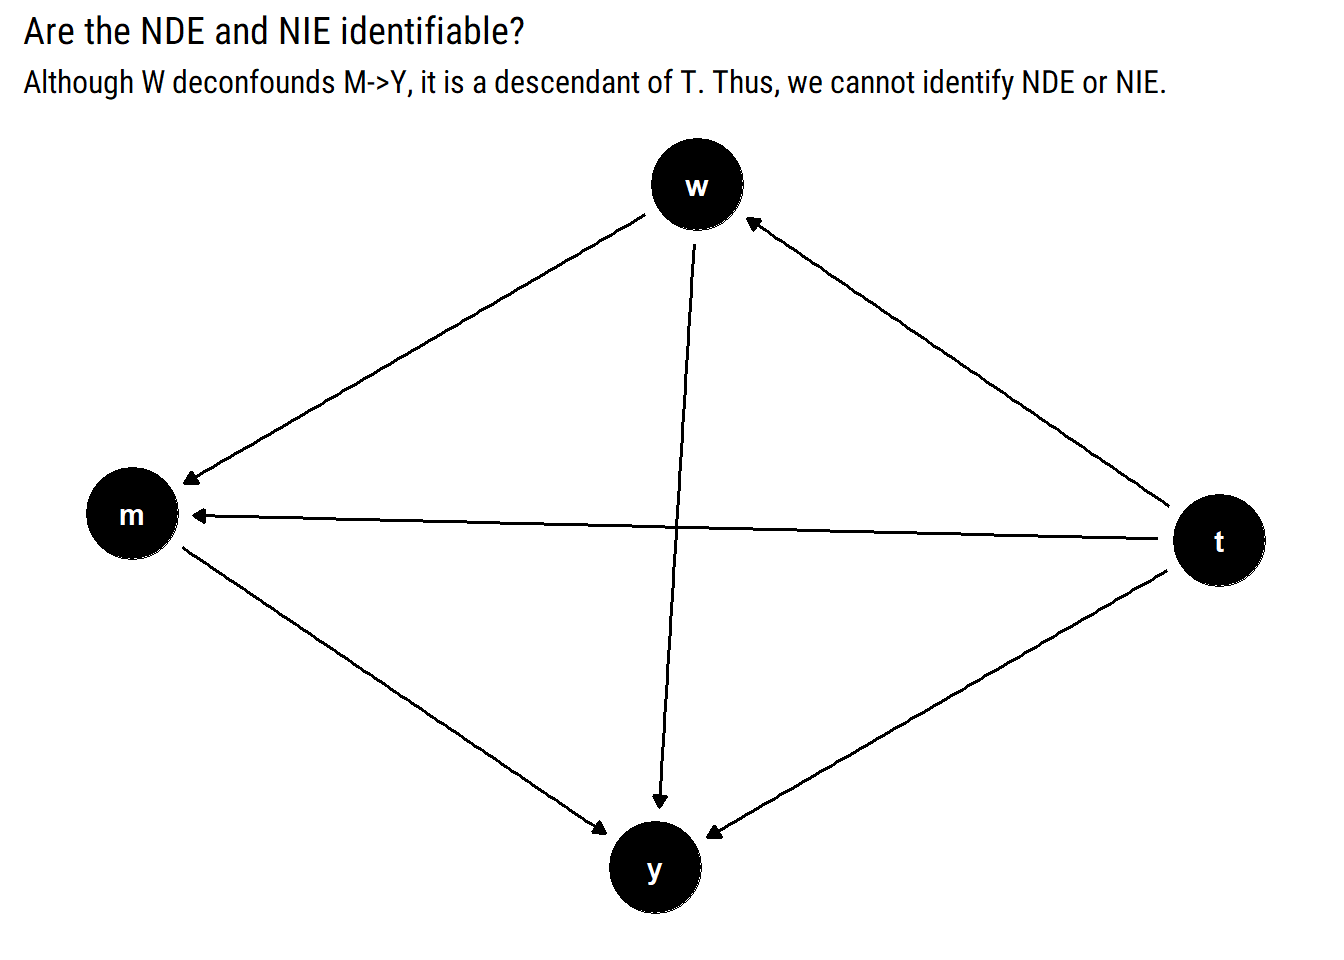 Are the NDE and NIE identifiable?
Although W deconfounds M->Y, it is a descendant of T. Thus, we cannot identify NDE or NIE.
w
m
t
y